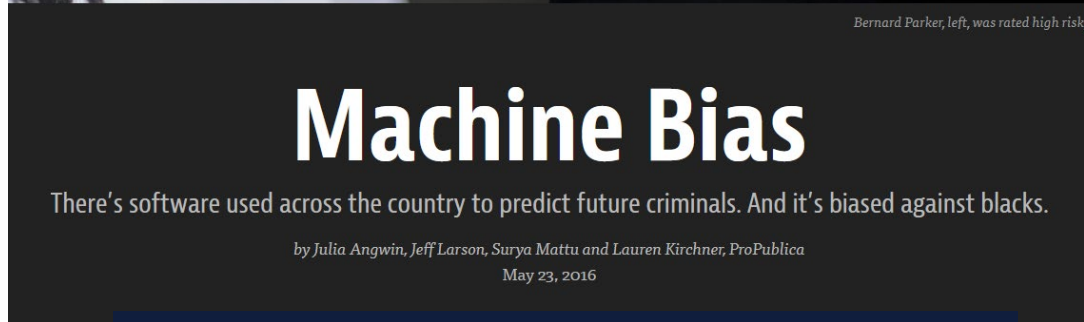 Bernard Parker, left, was rated high risk
Machine Bias
There's software used across the country to predict future criminals. And it's biased against blacks.
by Julia Angwin, Jeff Larson, Surya Mattu and Lauren Kirchner, ProPublica
May 23, 2016